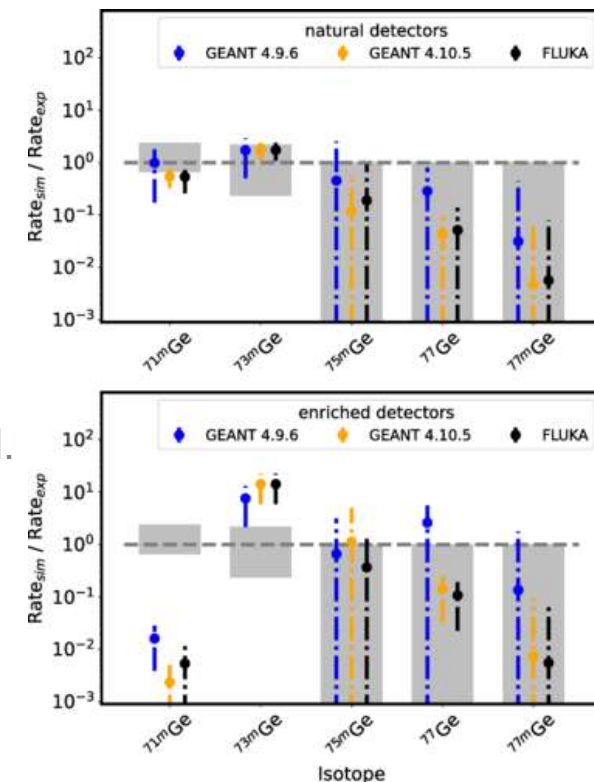 natural detectors
GEANT 4.9.6 GEANT 4.10.5 FLUKA
10²
10¹
10⁰
10⁻¹
10⁻²
10⁻³
Rate_sim / Rate_exp
⁷¹ᵐGe ⁷³ᵐGe ⁷⁵ᵐGe ⁷⁷Ge ⁷⁷ᵐGe
enriched detectors
GEANT 4.9.6 GEANT 4.10.5 FLUKA
10²
10¹
10⁰
10⁻¹
10⁻²
10⁻³
Rate_sim / Rate_exp
⁷¹ᵐGe ⁷³ᵐGe ⁷⁵ᵐGe ⁷⁷Ge ⁷⁷ᵐGe
Isotope